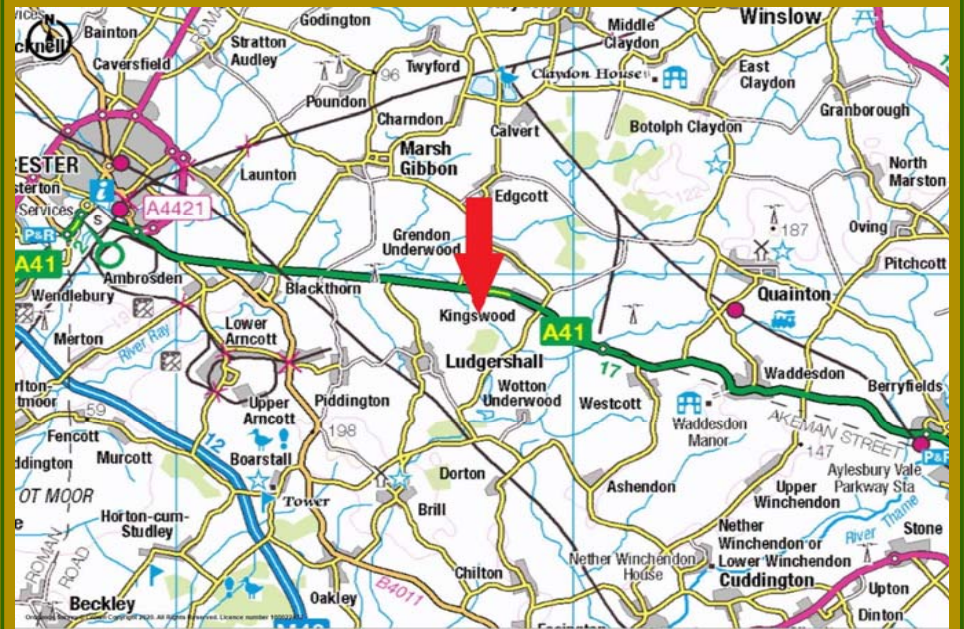 Bainton
Godington
Middle
Claydon
Winslow
Caversfield
Stratton
Audley
96
Twyford
Claydon House
East
Claydon
Poundon
Charndon
Calvert
Botolph Claydon
Granborough
Marsh
Gibbon
122
Launton
Edgcott
North
Marston
Services
i
S
A4421
187
Oving
P&R
Grendon
Underwood
Pitchcott
A41
Ambrosden
Wendlebury
Blackthorn
Kingswood
Quainton
Merton
River Ray
Lower
Arncott
A41
Ludgershall
17
Waddesdon
Berryfields
59
Upper
Arncott
Piddington
Wotton
Underwood
Westcott
Waddesdon
Manor
AKEMAN STREET
Fencott
12
198
147
P&R
Murcott
Boarstall
Dorton
Aylesbury Vale
Parkway Sta
OT MOOR
Tower
Ashendon
Upper
Winchendon
Horton-cum-
Studley
Brill
Nether
Winchendon or
Lower Winchendon
River Thame
Stone
ROMAN
ROAD
Nether Winchendon
House
Cuddington
Chilton
B4011
Upton
Beckley
Oakley
Dinton